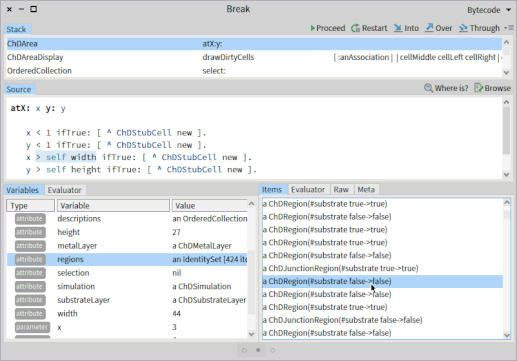 Break
Bytecode
Stack
Proceed Restart Into Over Through
ChDArea atX:y:
ChDAreaDisplay drawDirtyCells [ :anAssociation | | cellMiddle cellLeft cellRight |
OrderedCollection select:
Source
Where is? Browse
atX: x y: y
x < 1 ifTrue: [ ^ ChDStubCell new ].
y < 1 ifTrue: [ ^ ChDStubCell new ].
x > self width ifTrue: [ ^ ChDStubCell new ].
y > self height ifTrue: [ ^ ChDStubCell new ].
Variables Evaluator
Type Variable Value
attribute descriptions an OrderedCollection
attribute height 27
attribute metalLayer a ChDMetalLayer
attribute regions an IdentitySet [424 ite
attribute selection nil
attribute simulation a ChDSimulation
attribute substrateLayer a ChDSubstrateLayer
attribute width 44
parameter x 3
Items Evaluator Raw Meta
a ChDRegion(#substrate true->true)
a ChDRegion(#substrate false->false)
a ChDRegion(#substrate true->true)
a ChDRegion(#substrate true->true)
a ChDRegion(#substrate false->false)
a ChDJunctionRegion(#substrate true->true)
a ChDRegion(#substrate false->false)
a ChDRegion(#substrate false->false)
a ChDRegion(#substrate true->true)
a ChDJunctionRegion(#substrate false->false)
a ChDRegion(#substrate false->false)